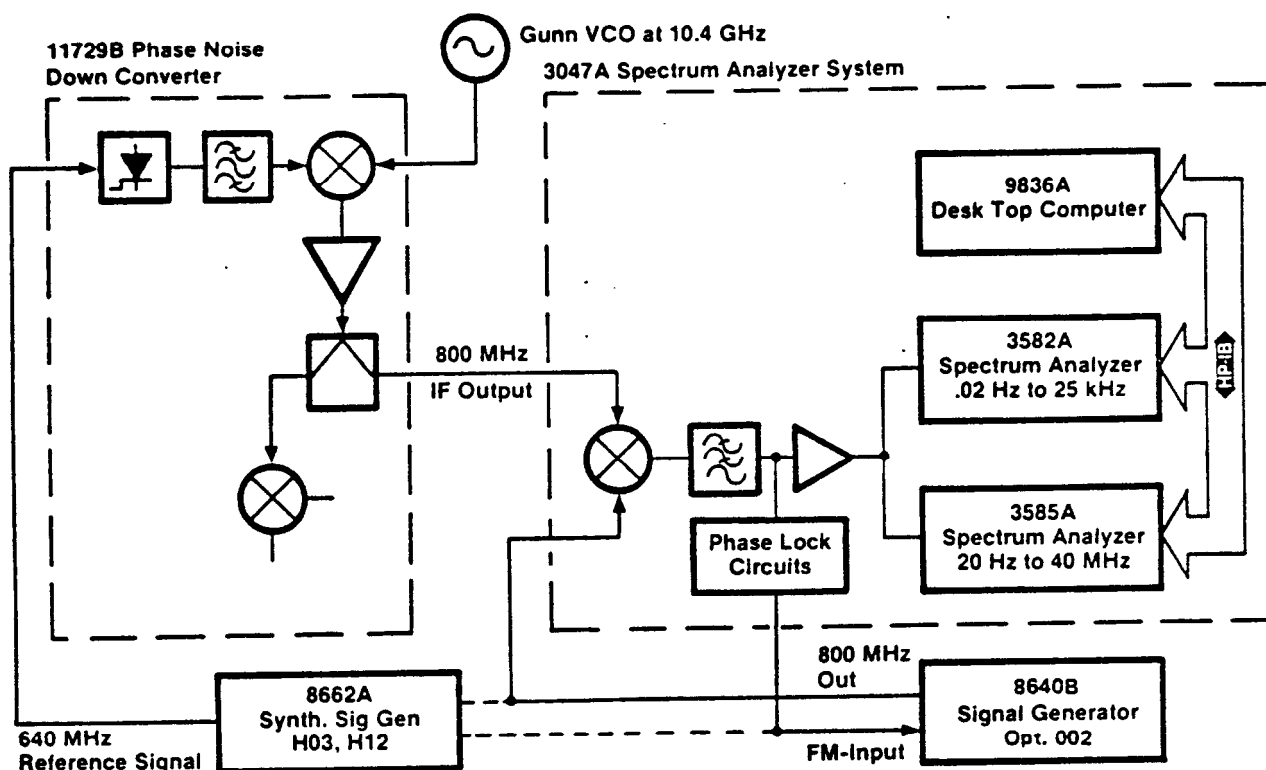 11729B Phase Noise
Down Converter
Gunn VCO at 10.4 GHz
3047A Spectrum Analyzer System
9836A
Desk Top Computer
800 MHz
IF Output
3582A
Spectrum Analyzer
.02 Hz to 25 kHz
HP-IB
Phase Lock
Circuits
3585A
Spectrum Analyzer
20 Hz to 40 MHz
800 MHz
Out
8662A
Synth. Sig Gen
H03, H12
8640B
Signal Generator
Opt. 002
640 MHz
Reference Signal
FM-Input